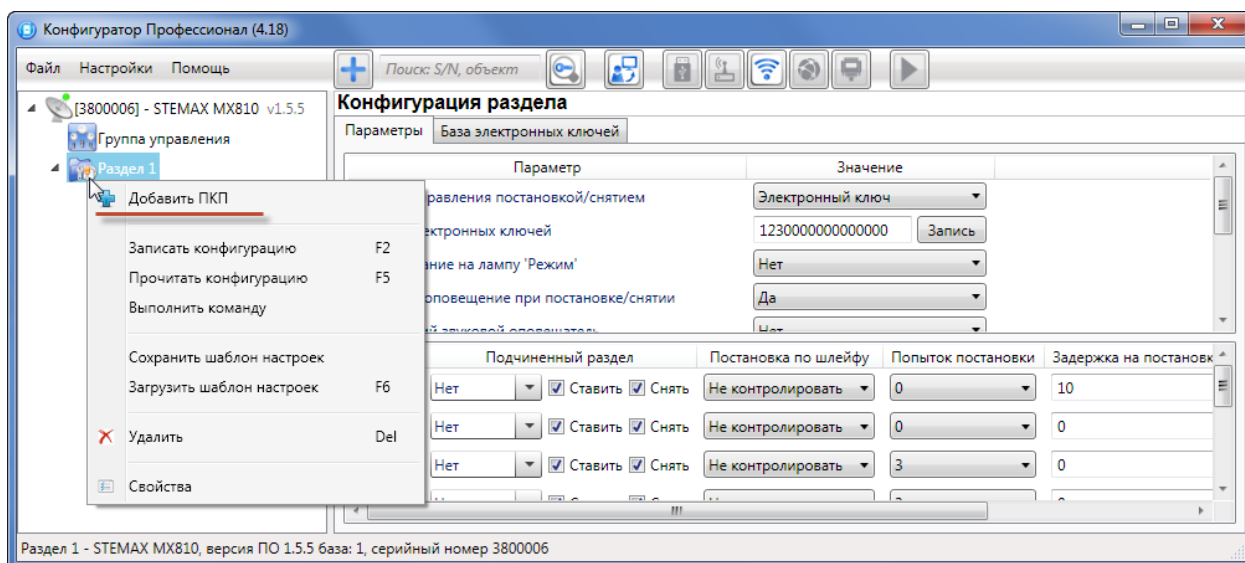 Конфигуратор Профессионал (4.18)
Файл Настройки Помощь
Поиск: S/N, объект
[3800006] - STEMAX MX810 v1.5.5
Группа управления
Раздел 1
Конфигурация раздела
Параметры База электронных ключей
Параметр Значение
равления постановкой/снятием Электронный ключ
ектронных ключей 1230000000000000 Запись
ание на лампу 'Режим' Нет
оповещение при постановке/снятии Да
звуковой оповещатель Нет
Добавить ПКП
Записать конфигурацию F2
Прочитать конфигурацию F5
Выполнить команду
Сохранить шаблон настроек
Загрузить шаблон настроек F6
Удалить Del
Свойства
Подчиненный раздел Постановка по шлейфу Попыток постановки Задержка на постановк
Нет Ставить Снять Не контролировать 0 10
Нет Ставить Снять Не контролировать 0 0
Нет Ставить Снять Не контролировать 3 0
Раздел 1 - STEMAX MX810, версия ПО 1.5.5 база: 1, серийный номер 3800006